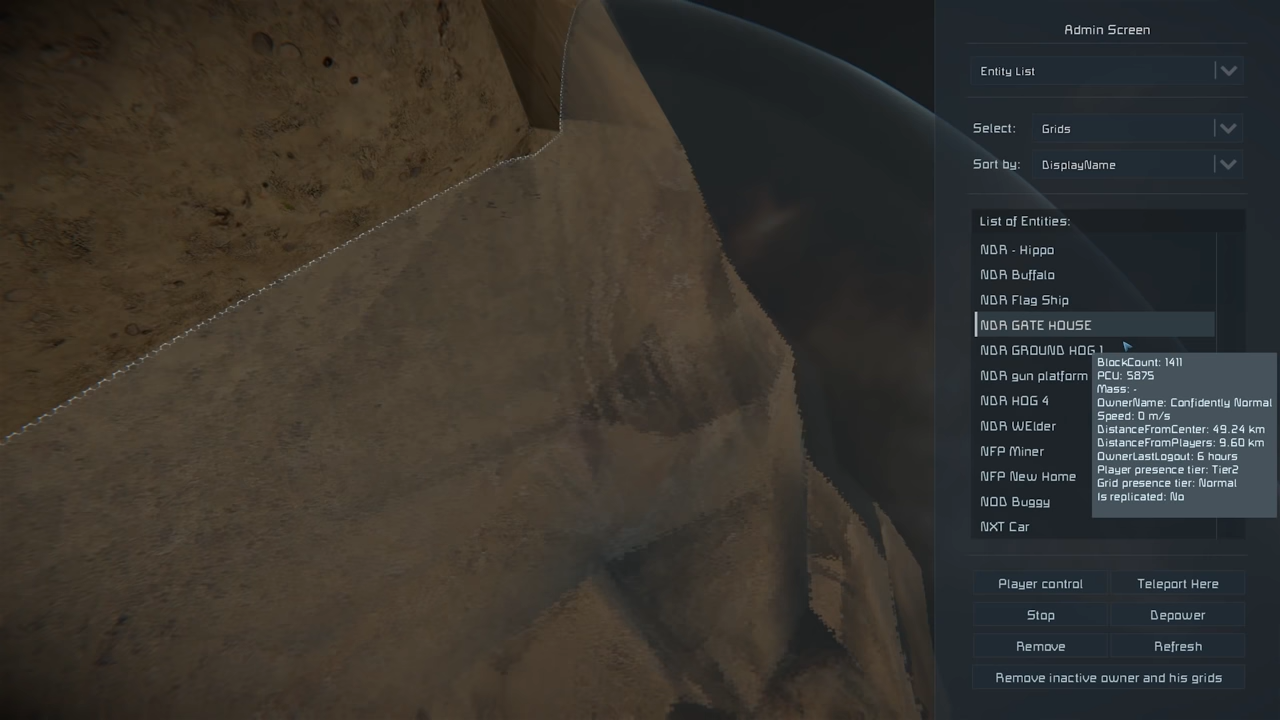 Admin Screen
Entity List
Select: Grids
Sort by: DisplayName
List of Entities:
NDR - Hippo
NDR Buffalo
NDR Flag Ship
NDR GATE HOUSE
NDR GROUND HOG 1
NDR gun platform
NDR HOG 4
NDR WElder
NFP Miner
NFP New Home
NOD Buggy
NXT Car
BlockCount: 1411
PCU: 5875
Mass: -
OwnerName: Confidently Normal
Speed: 0 m/s
DistanceFromCenter: 49.24 km
DistanceFromPlayers: 9.60 km
OwnerLastLogout: 6 hours
Player presence tier: Tier2
Grid presence tier: Normal
Is replicated: No
Player control
Teleport Here
Stop
Depower
Remove
Refresh
Remove inactive owner and his grids